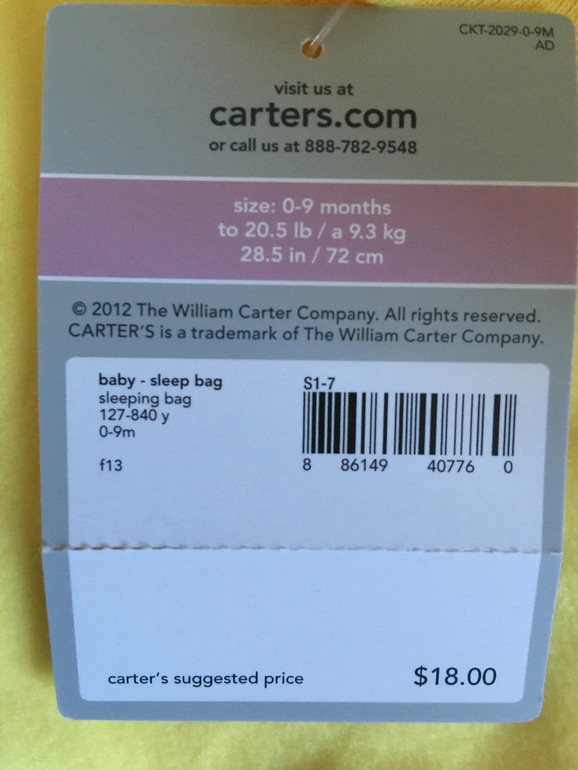 CKT-2029-0-9M
AD
visit us at
carters.com
or call us at 888-782-9548
size: 0-9 months
to 20.5 lb / a 9.3 kg
28.5 in / 72 cm
© 2012 The William Carter Company. All rights reserved.
CARTER'S is a trademark of The William Carter Company.
baby - sleep bag
sleeping bag
127-840 y
0-9m
f13
S1-7
8 86149 40776 0
carter's suggested price $18.00